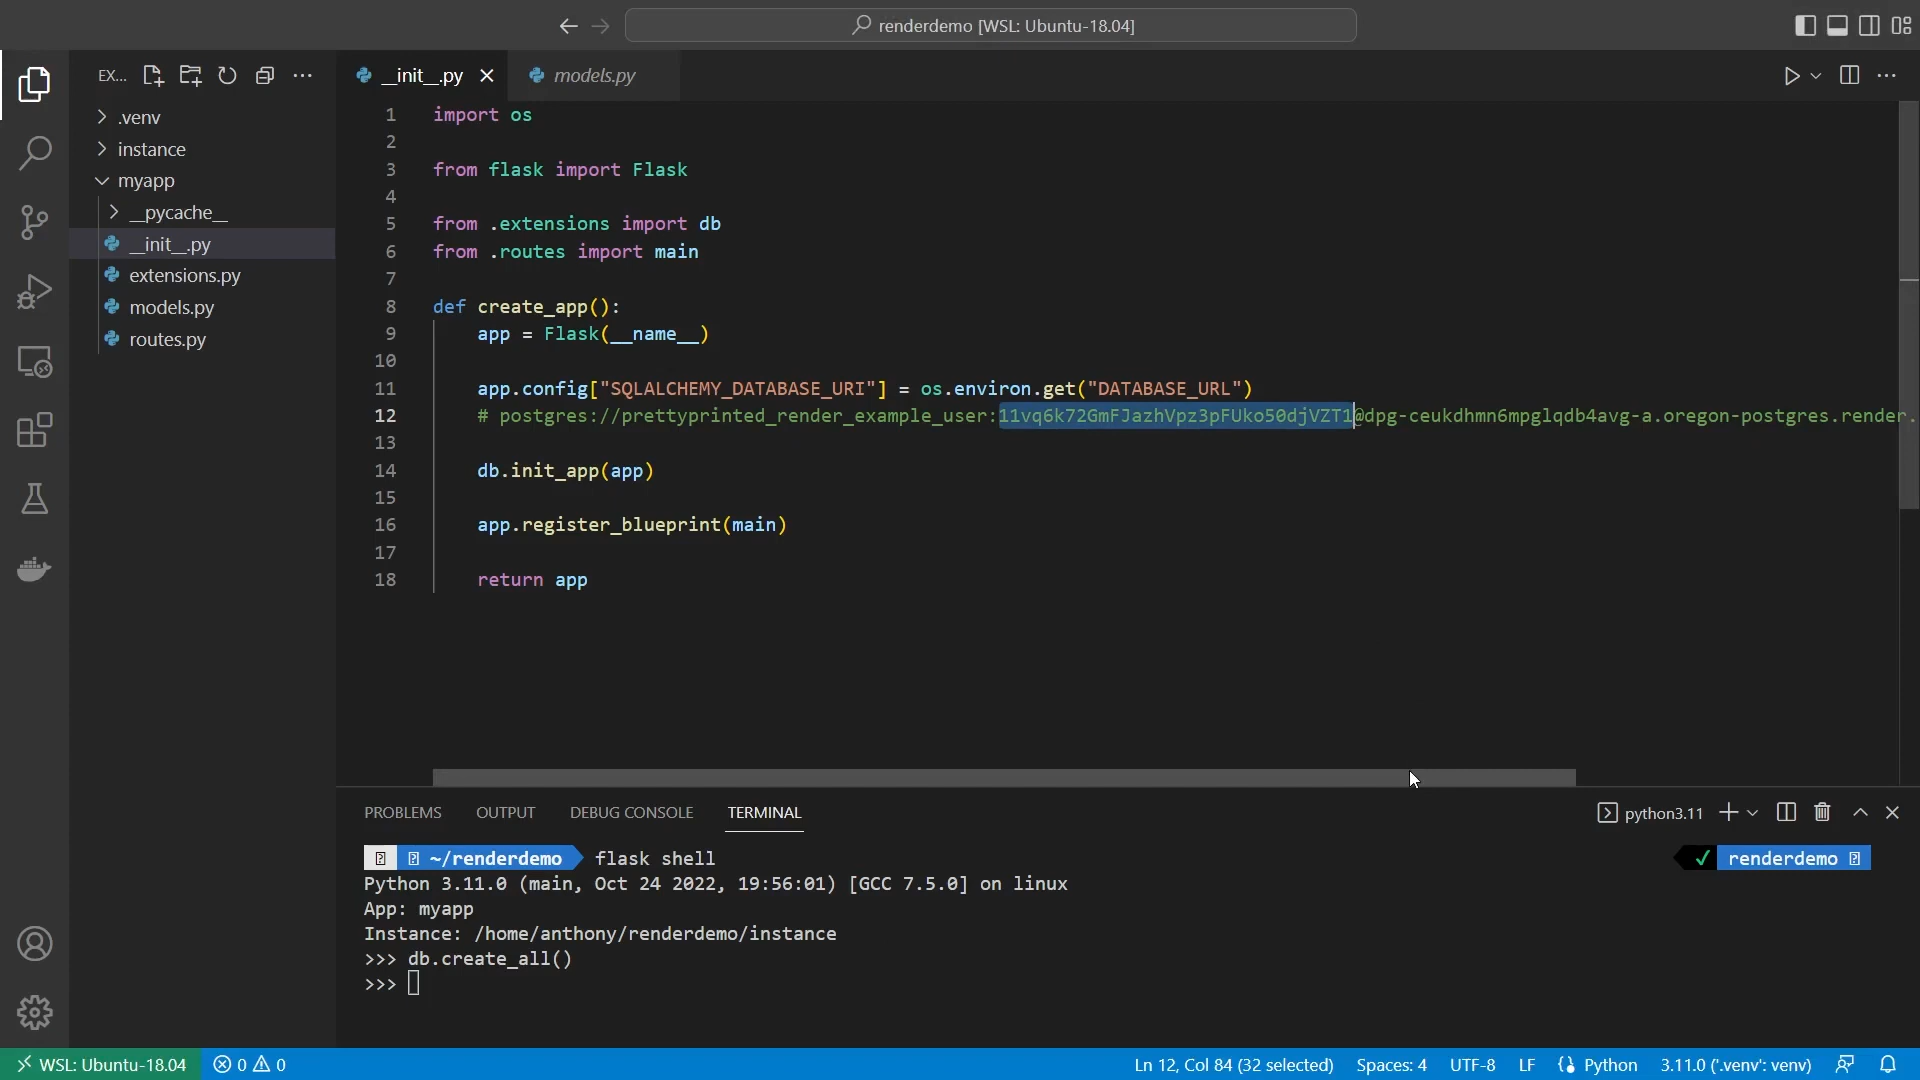 renderdemo [WSL: Ubuntu-18.04]
EX...
__init__.py
models.py
.venv
instance
myapp
__pycache__
__init__.py
extensions.py
models.py
routes.py
1 import os
2
3 from flask import Flask
4
5 from .extensions import db
6 from .routes import main
7
8 def create_app():
9 app = Flask(__name__)
10
11 app.config["SQLALCHEMY_DATABASE_URI"] = os.environ.get("DATABASE_URL")
12 # postgres://prettyprinted_render_example_user:11vq6k72GmFJazhVpz3pFUko50djVZT1@dpg-ceukdhmn6mpglqdb4avg-a.oregon-postgres.render.
13
14 db.init_app(app)
15
16 app.register_blueprint(main)
17
18 return app
PROBLEMS OUTPUT DEBUG CONSOLE TERMINAL python3.11
~/renderdemo flask shell renderdemo
Python 3.11.0 (main, Oct 24 2022, 19:56:01) [GCC 7.5.0] on linux
App: myapp
Instance: /home/anthony/renderdemo/instance
>>> db.create_all()
>>>
WSL: Ubuntu-18.04 0 0 Ln 12, Col 84 (32 selected) Spaces: 4 UTF-8 LF Python 3.11.0 ('.venv': venv)